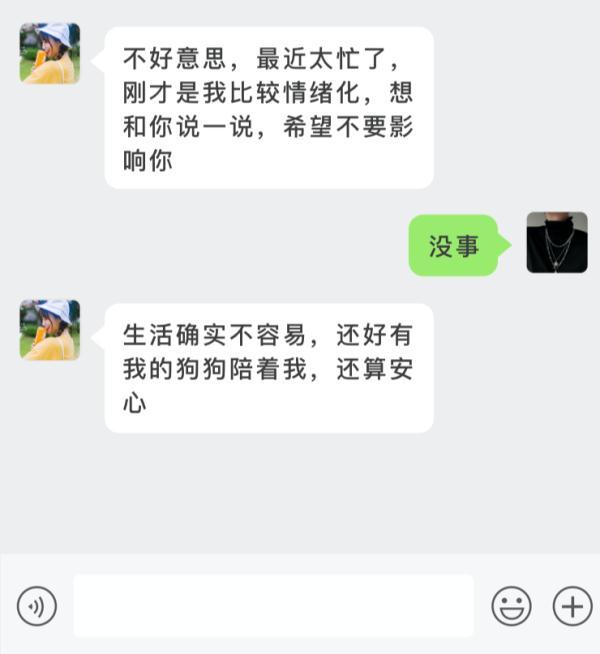 不好意思，最近太忙了，
刚才是我比较情绪化，想
和你说一说，希望不要影
响你
没事
生活确实不容易，还好有
我的狗狗陪着我，还算安
心